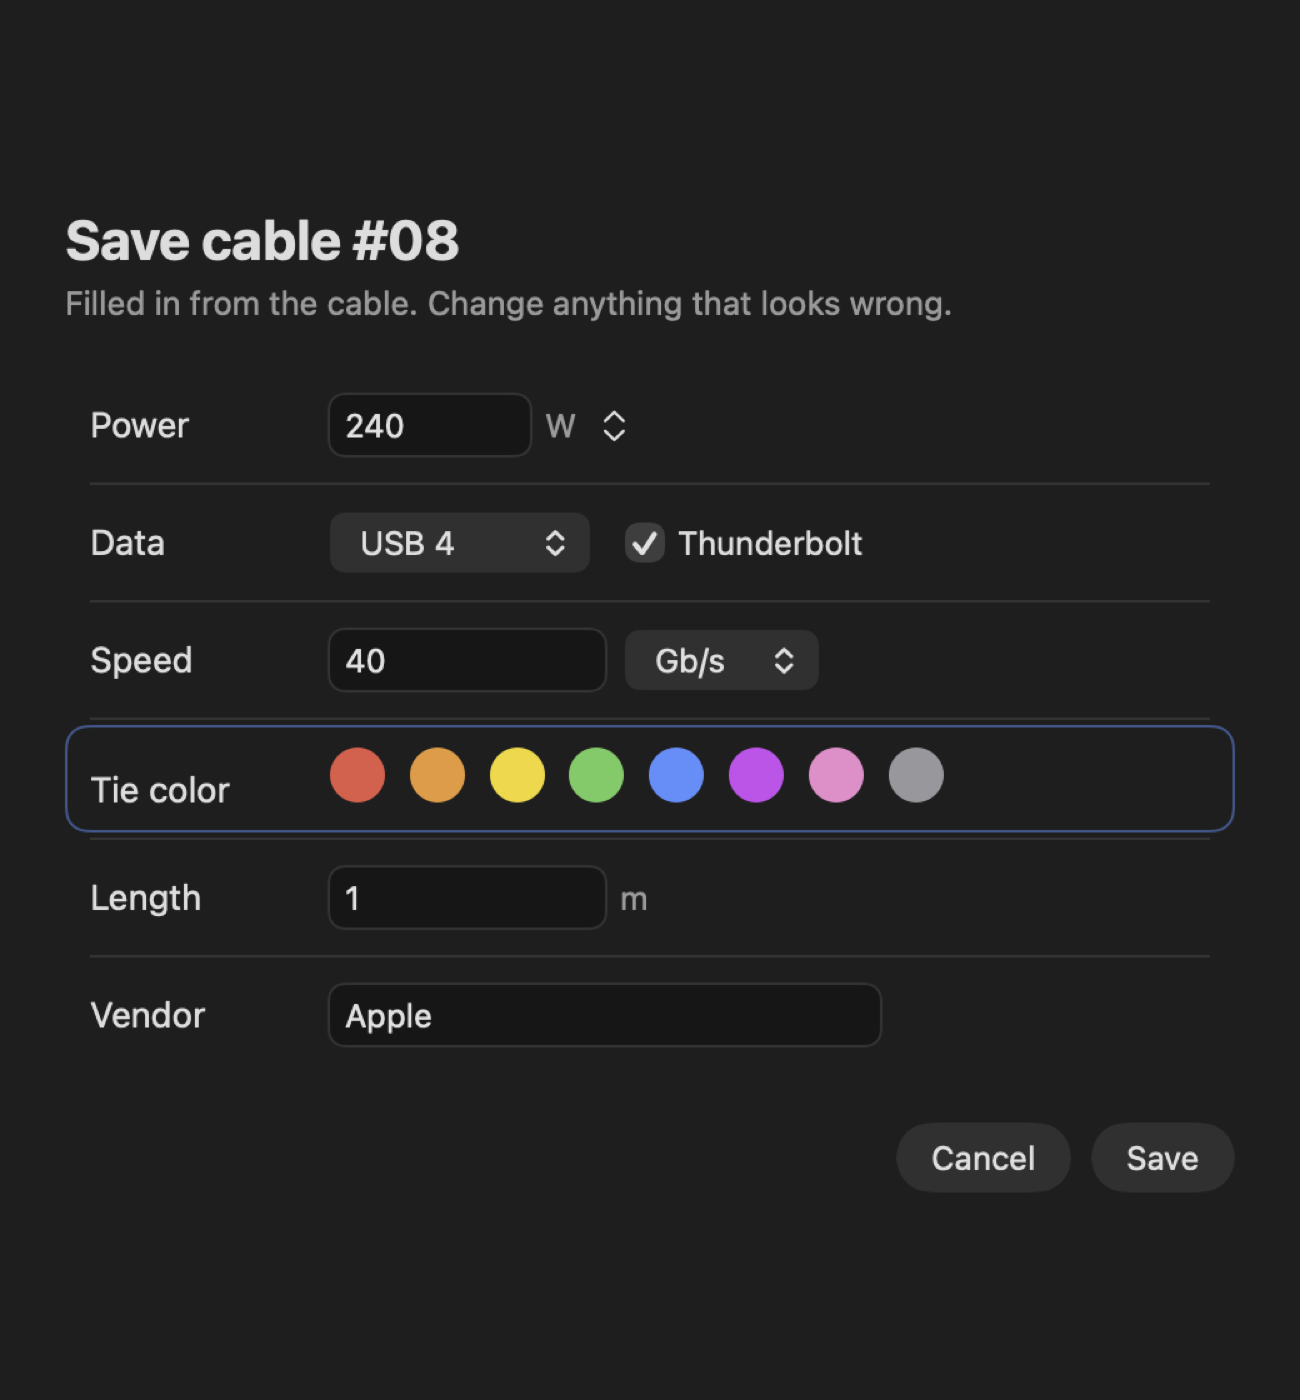 Save cable #08
Filled in from the cable. Change anything that looks wrong.
Power 240 W
Data USB 4 Thunderbolt
Speed 40 Gb/s
Tie color
Length 1 m
Vendor Apple
Cancel Save